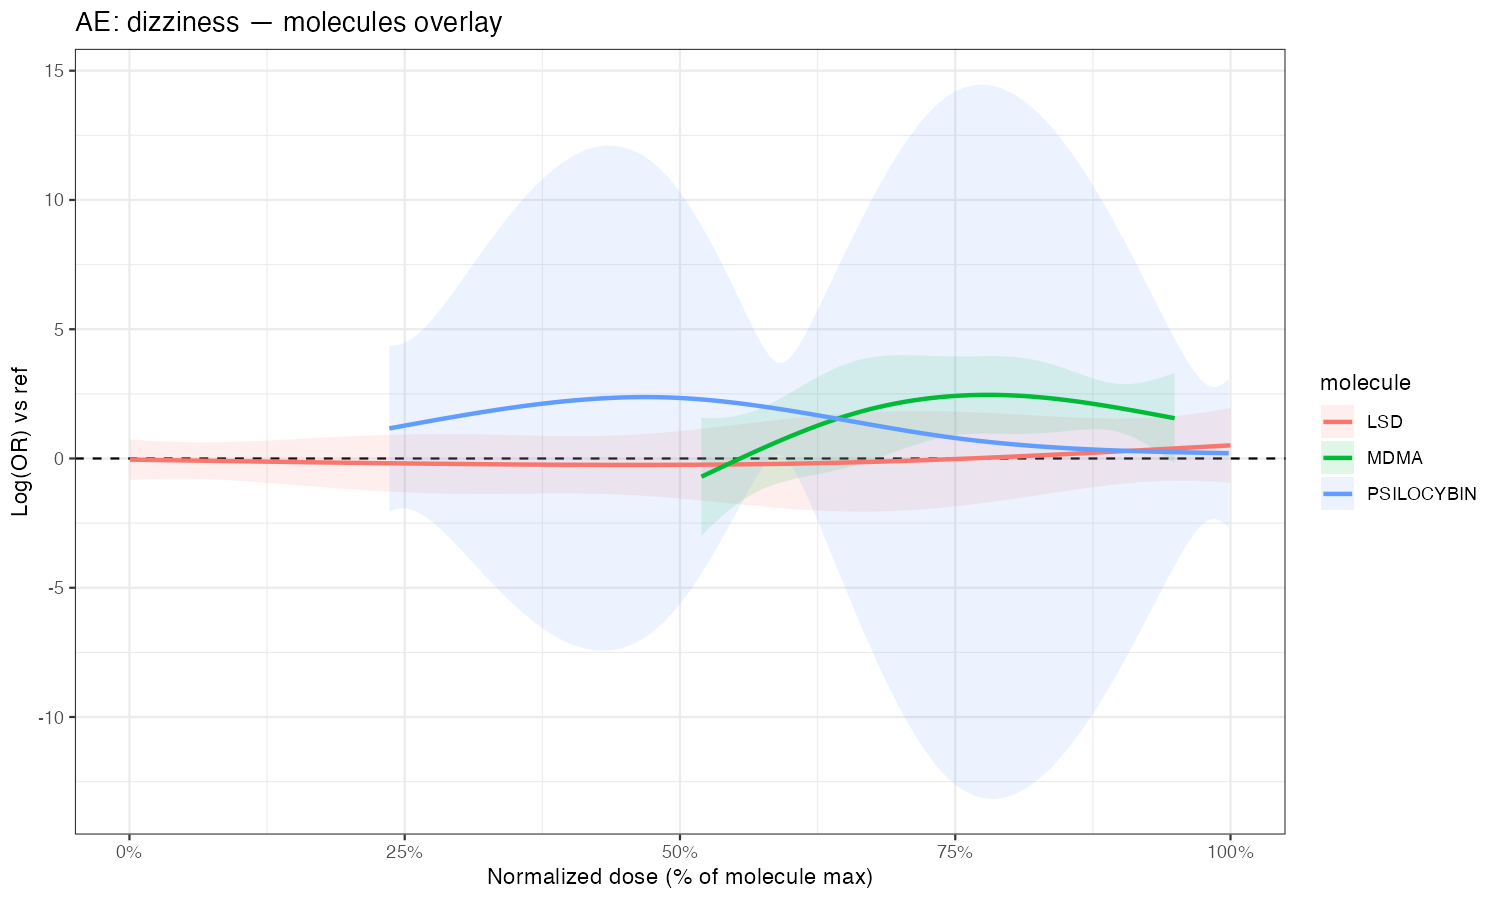 AE: dizziness — molecules overlay
Log(OR) vs ref
15
10
5
0
-5
-10
0%
25%
50%
75%
100%
Normalized dose (% of molecule max)
molecule
LSD
MDMA
PSILOCYBIN